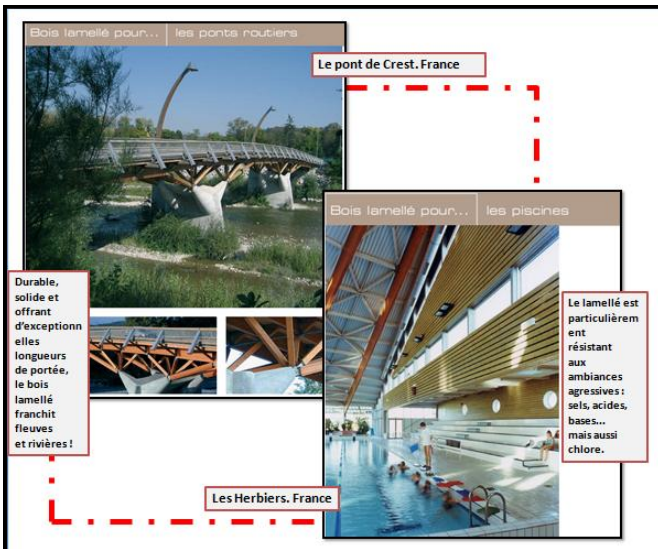 Bois lamellé pour... les ponts routiers
Le pont de Crest. France
Bois lamellé pour... les piscines
Durable,
solide et
offrant
d’exceptionn
elles
longueurs
de portée,
le bois
lamellé
franchit
fleuves
et rivières !
Le lamellé est
particulièrem
ent
résistant
aux
ambiances
agressives :
sels, acides,
bases...
mais aussi
chlore.
Les Herbiers. France